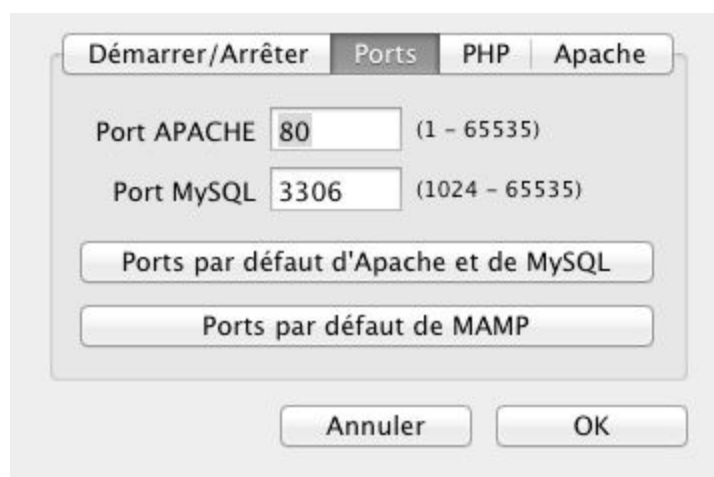 Démarrer/Arrêter Ports PHP Apache
Port APACHE 80 (1 – 65535)
Port MySQL 3306 (1024 – 65535)
Ports par défaut d'Apache et de MySQL
Ports par défaut de MAMP
Annuler OK